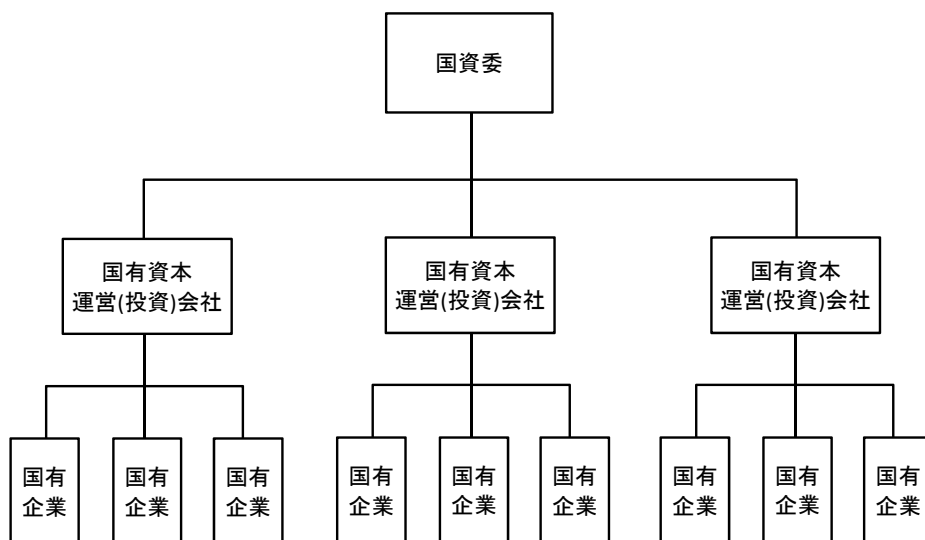 国資委
国有資本
運営(投資)会社
国有資本
運営(投資)会社
国有資本
運営(投資)会社
国有
企業
国有
企業
国有
企業
国有
企業
国有
企業
国有
企業
国有
企業
国有
企業
国有
企業